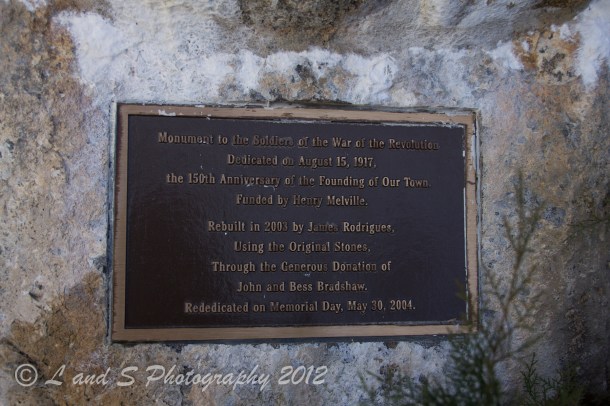 Monument to the Soldiers of the War of the Revolution
Dedicated on August 15, 1917,
the 150th Anniversary of the Founding of Our Town.
Funded by Henry Melville.
Rebuilt in 2003 by James Rodrigues,
Using the Original Stones,
Through the Generous Donation of
John and Bess Bradshaw.
Rededicated on Memorial Day, May 30, 2004.
© L and S Photography 2012